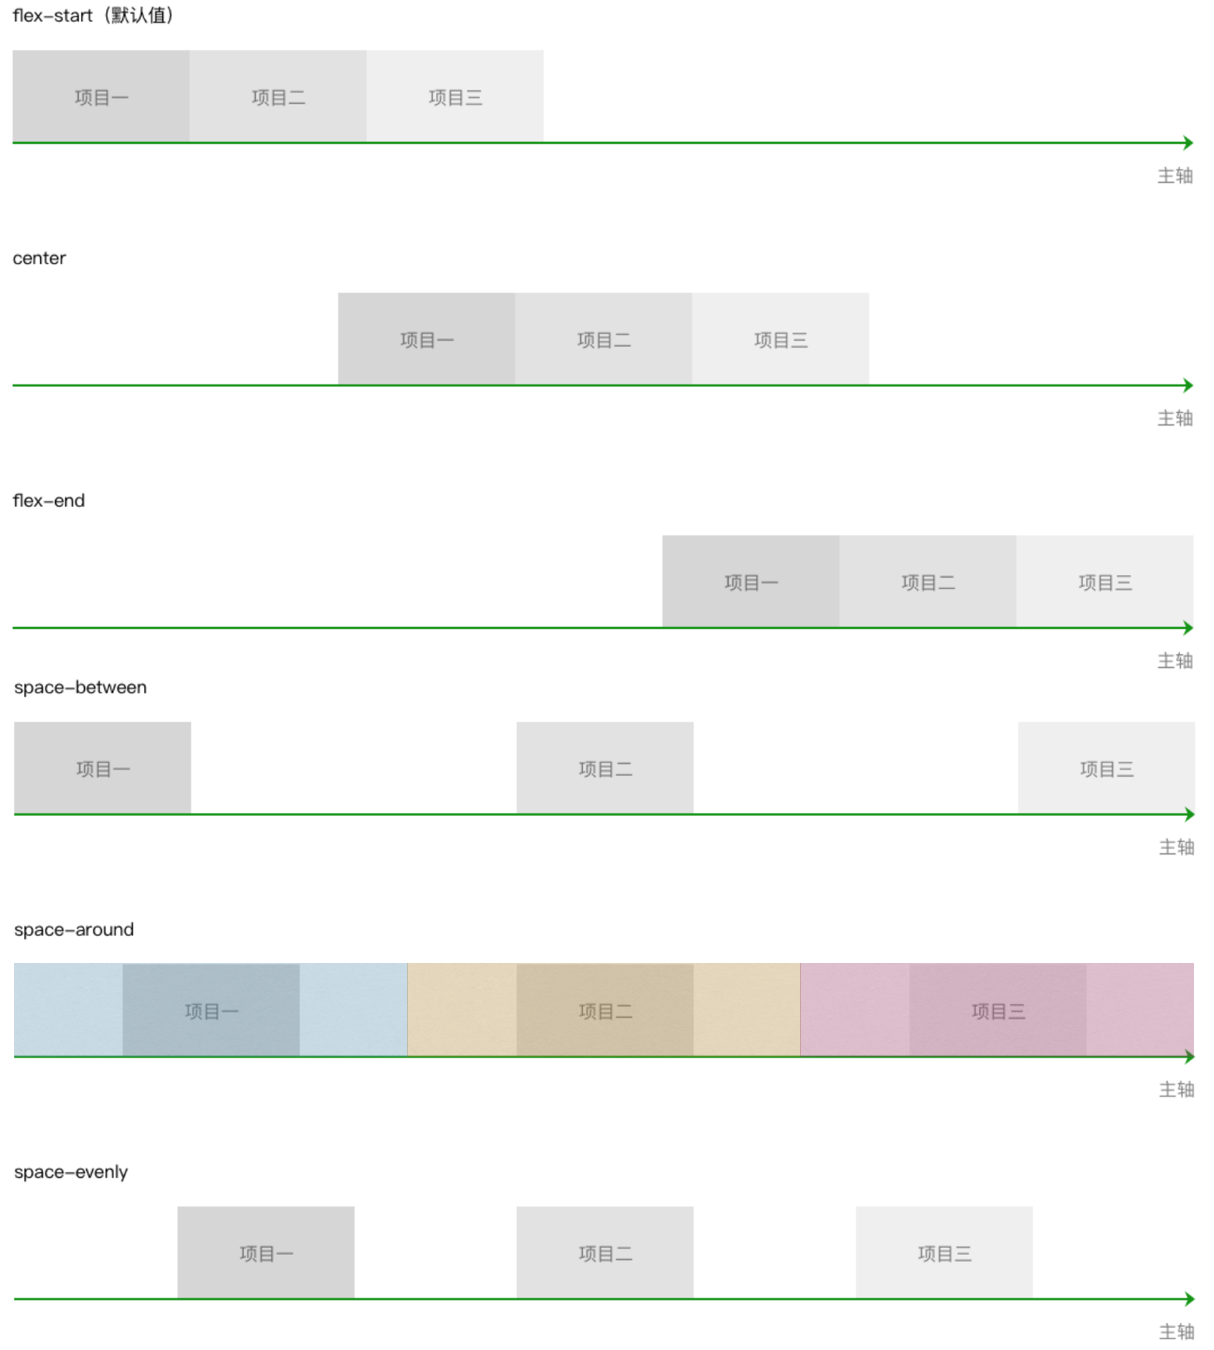 flex-start（默认值）
项目一 项目二 项目三
主轴
center
项目一 项目二 项目三
主轴
flex-end
项目一 项目二 项目三
主轴
space-between
项目一 项目二 项目三
主轴
space-around
项目一 项目二 项目三
主轴
space-evenly
项目一 项目二 项目三
主轴